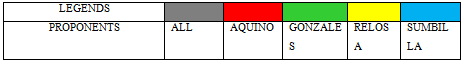 LEGENDS
PROPONENTS ALL AQUINO GONZALE RELOS SUMBIL
S A LA